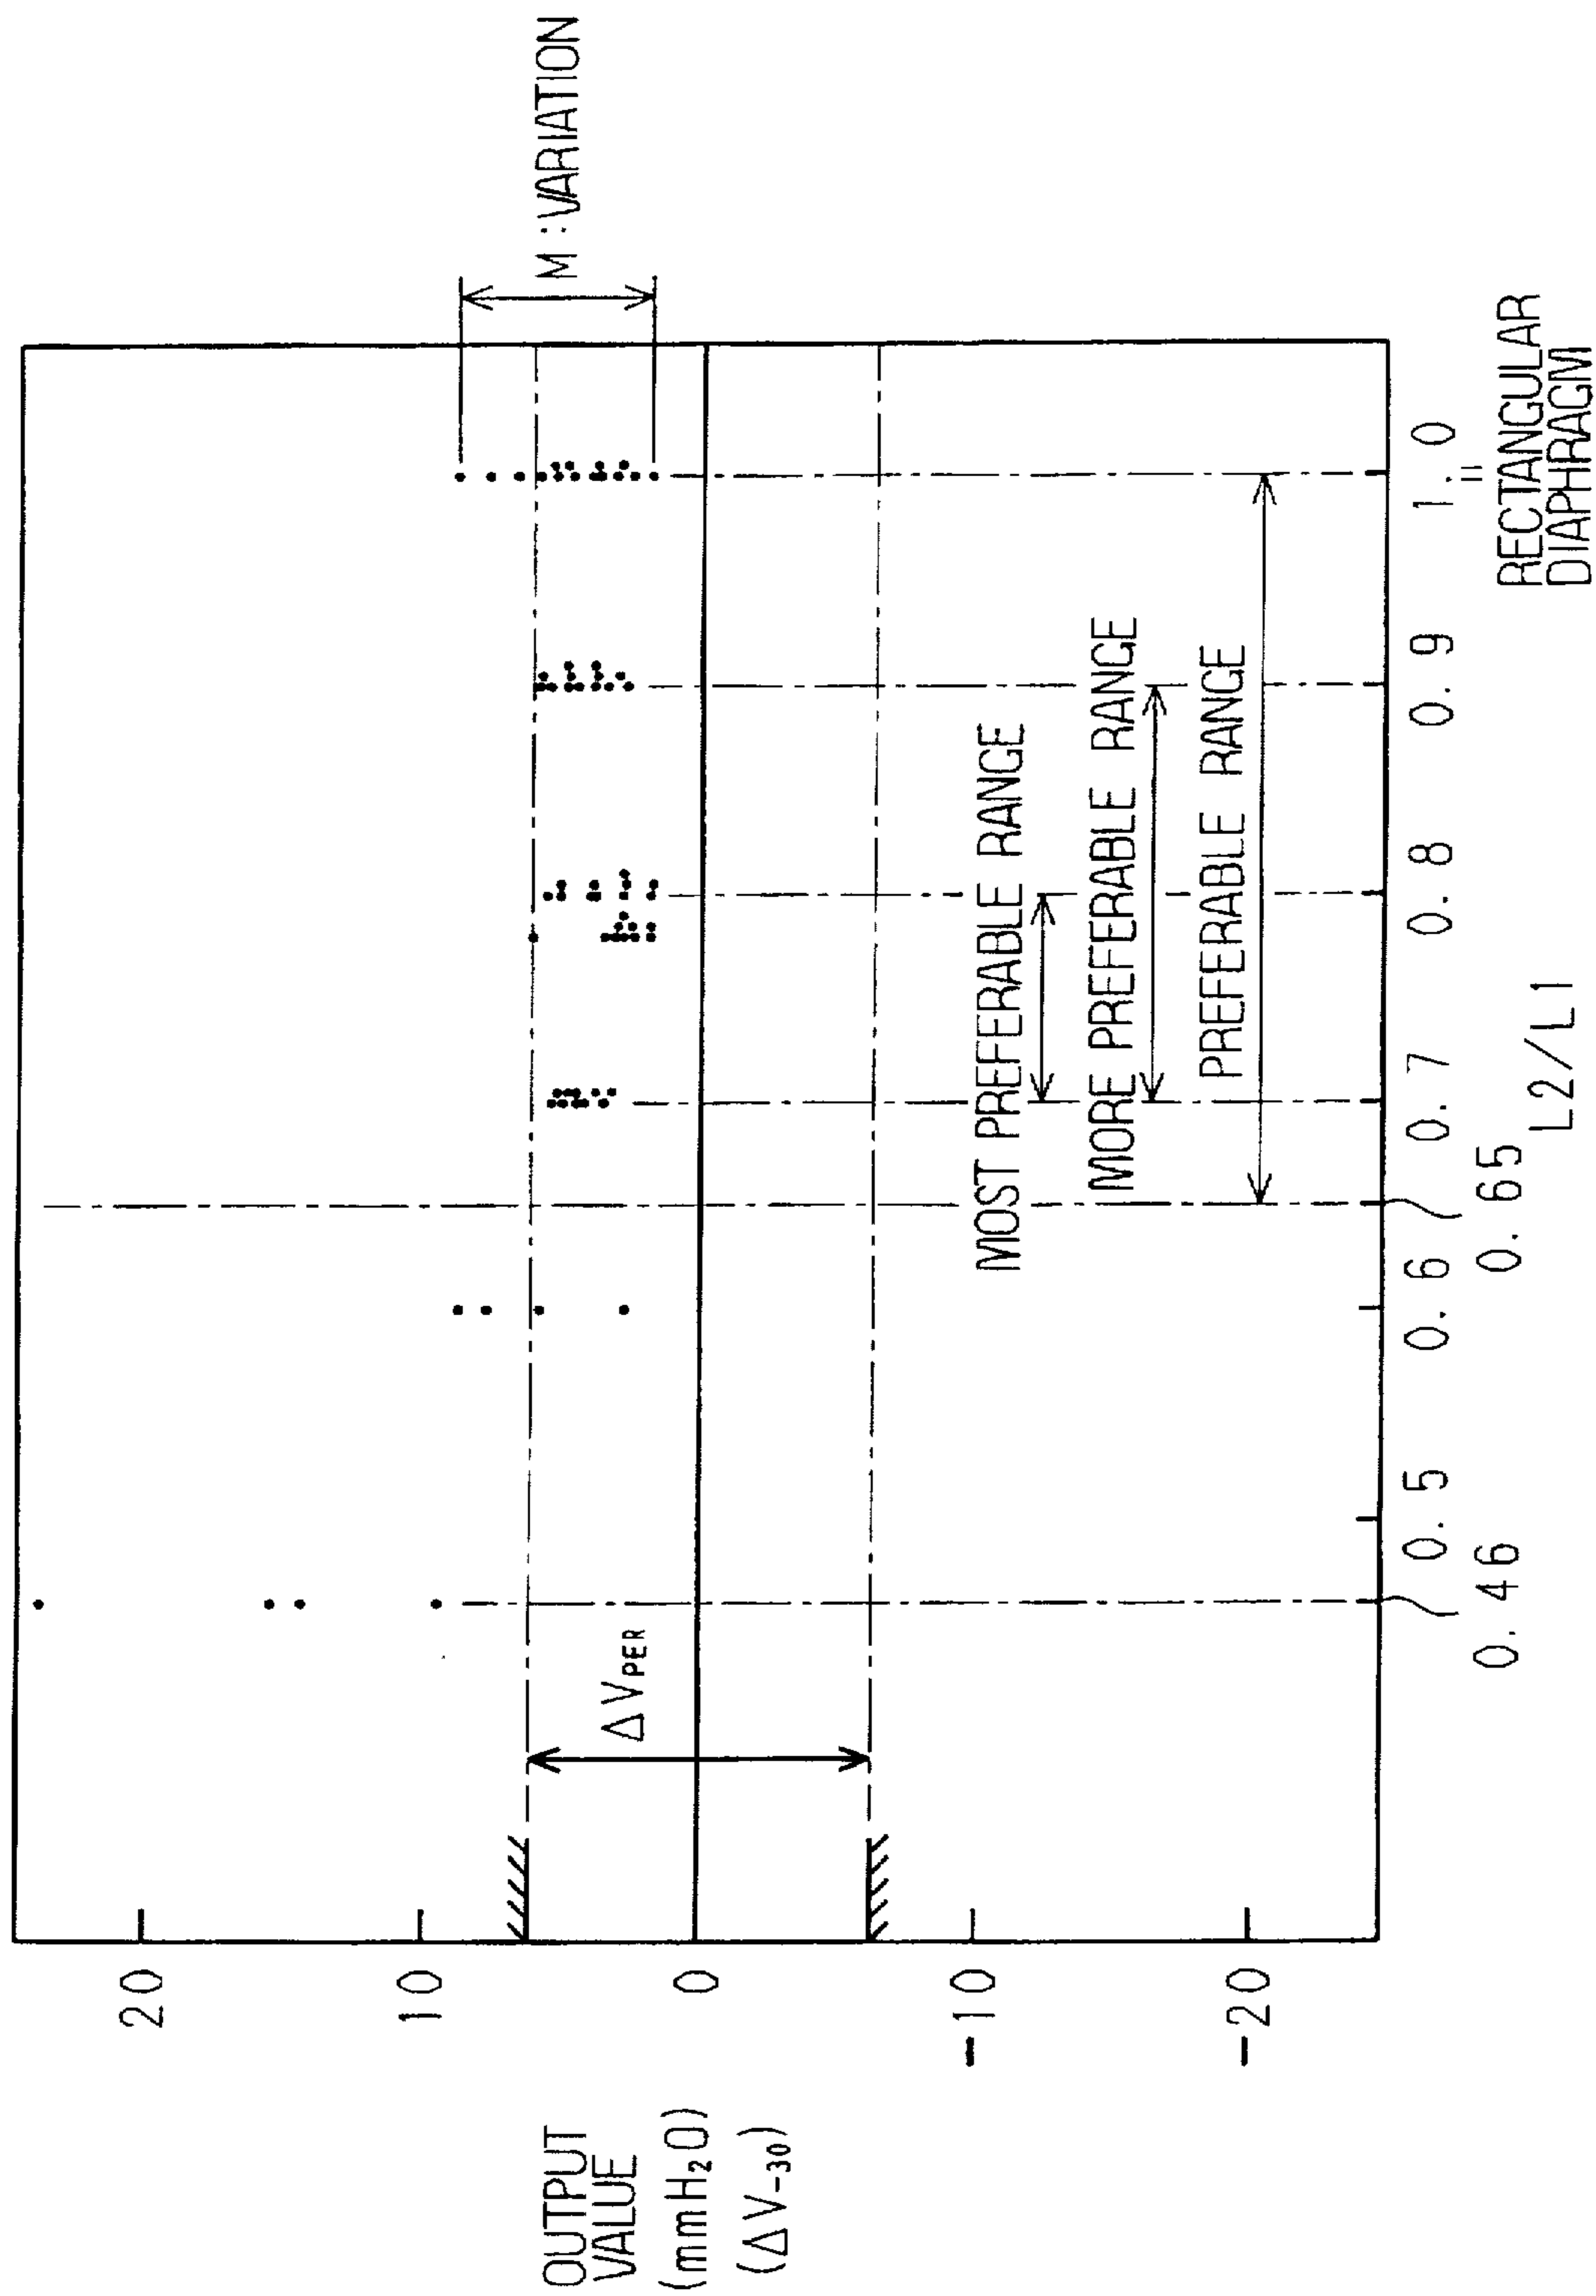 OUTPUT
VALUE
(mmH₂O)
(ΔV₋₃₀)
20
10
0
-10
-20
ΔVPER
M : VARIATION
MOST PREFERABLE RANGE
MORE PREFERABLE RANGE
PREFERABLE RANGE
0.46
0.5
0.6
0.65
0.7
0.8
0.9
1.0
=
RECTANGULAR
DIAPHRAGM
L2/L1